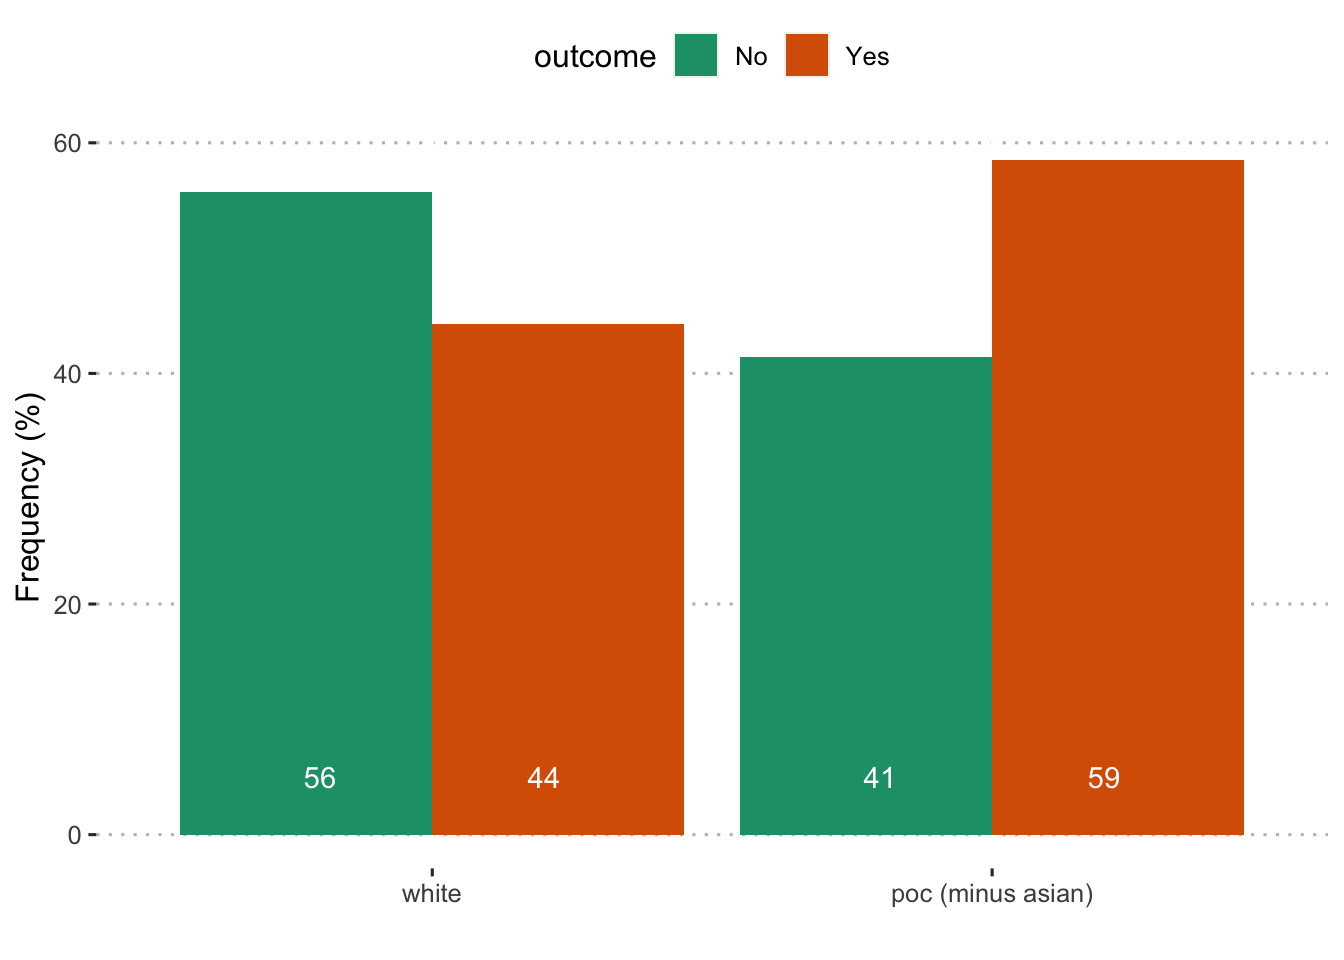 outcome No Yes
Frequency (%)
60
40
20
0
56 44 41 59
white poc (minus asian)